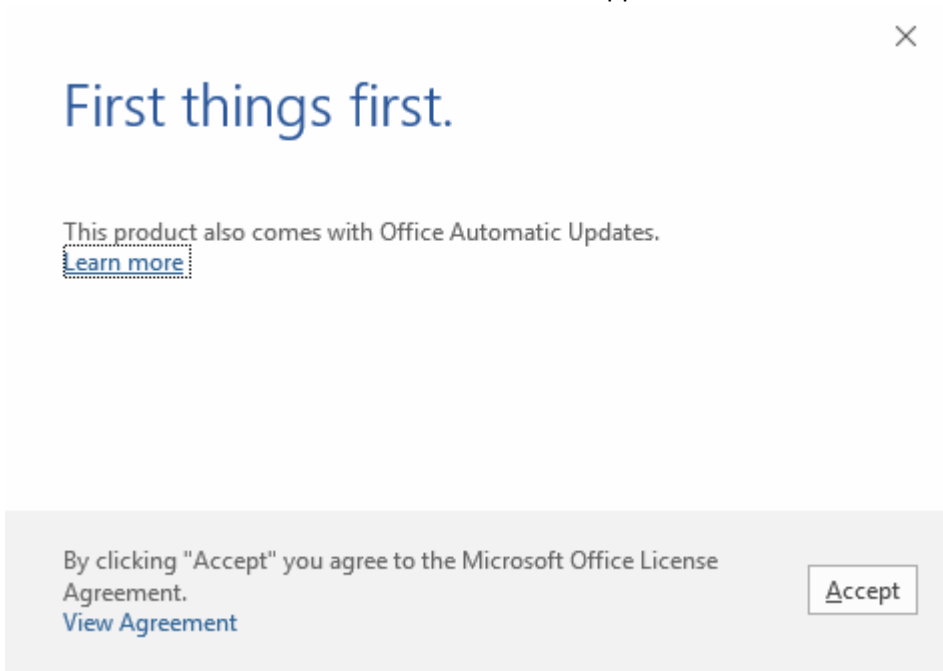 First things first.
This product also comes with Office Automatic Updates.
Learn more
By clicking "Accept" you agree to the Microsoft Office License
Agreement.
View Agreement
Accept